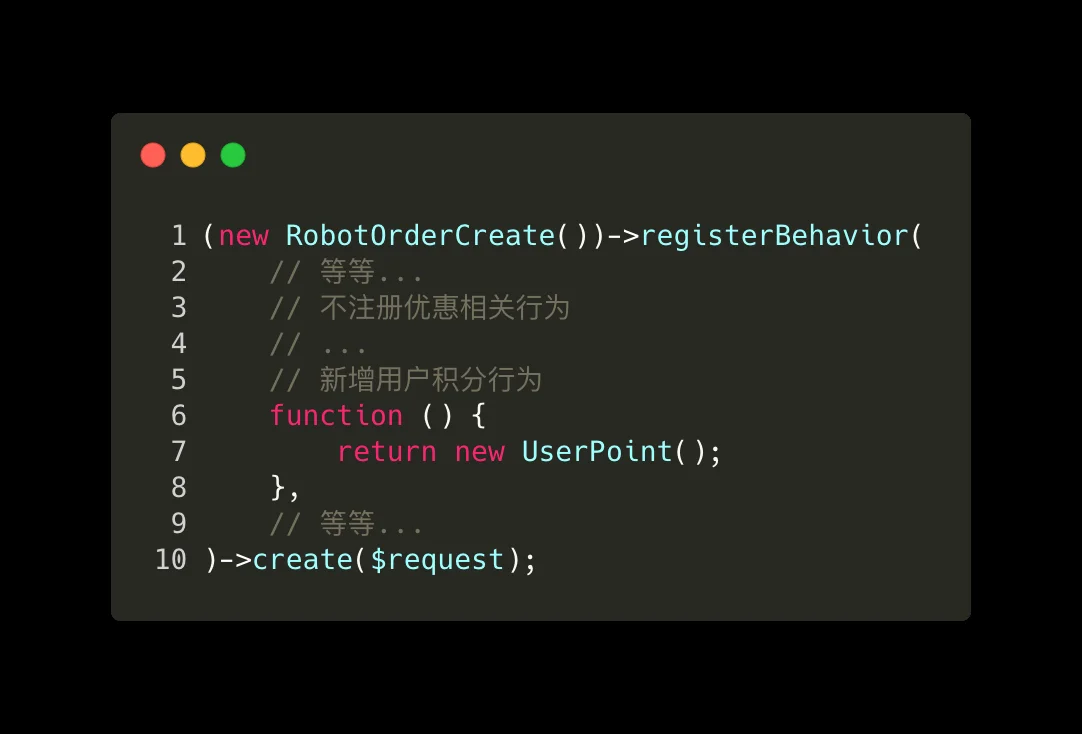 1 (new RobotOrderCreate())->registerBehavior(
2     // 等等...
3     // 不注册优惠相关行为
4     // ...
5     // 新增用户积分行为
6     function () {
7         return new UserPoint();
8     },
9     // 等等...
10 )->create($request);